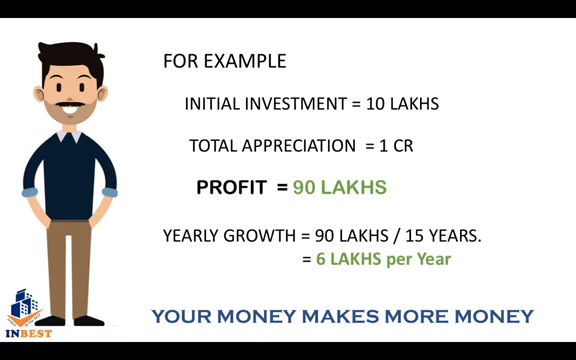 FOR EXAMPLE
INITIAL INVESTMENT = 10 LAKHS
TOTAL APPRECIATION = 1 CR
PROFIT = 90 LAKHS
YEARLY GROWTH = 90 LAKHS / 15 YEARS.
= 6 LAKHS per Year
YOUR MONEY MAKES MORE MONEY
INBEST